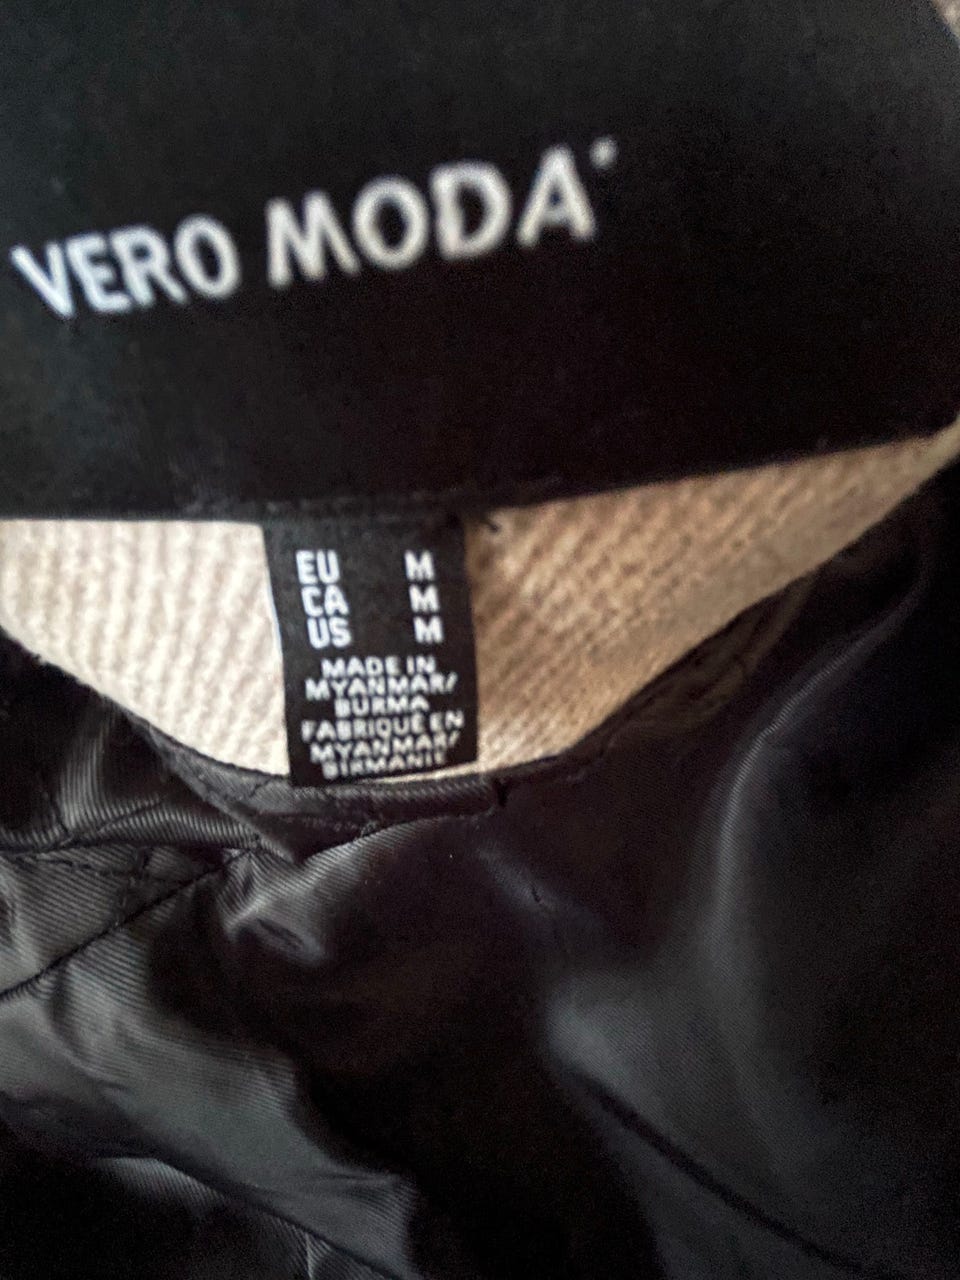 VERO MODA
EU M
CA M
US M
MADE IN
MYANMAR/
BURMA
FABRIQUÉ EN
MYANMAR/
BIRMANIE